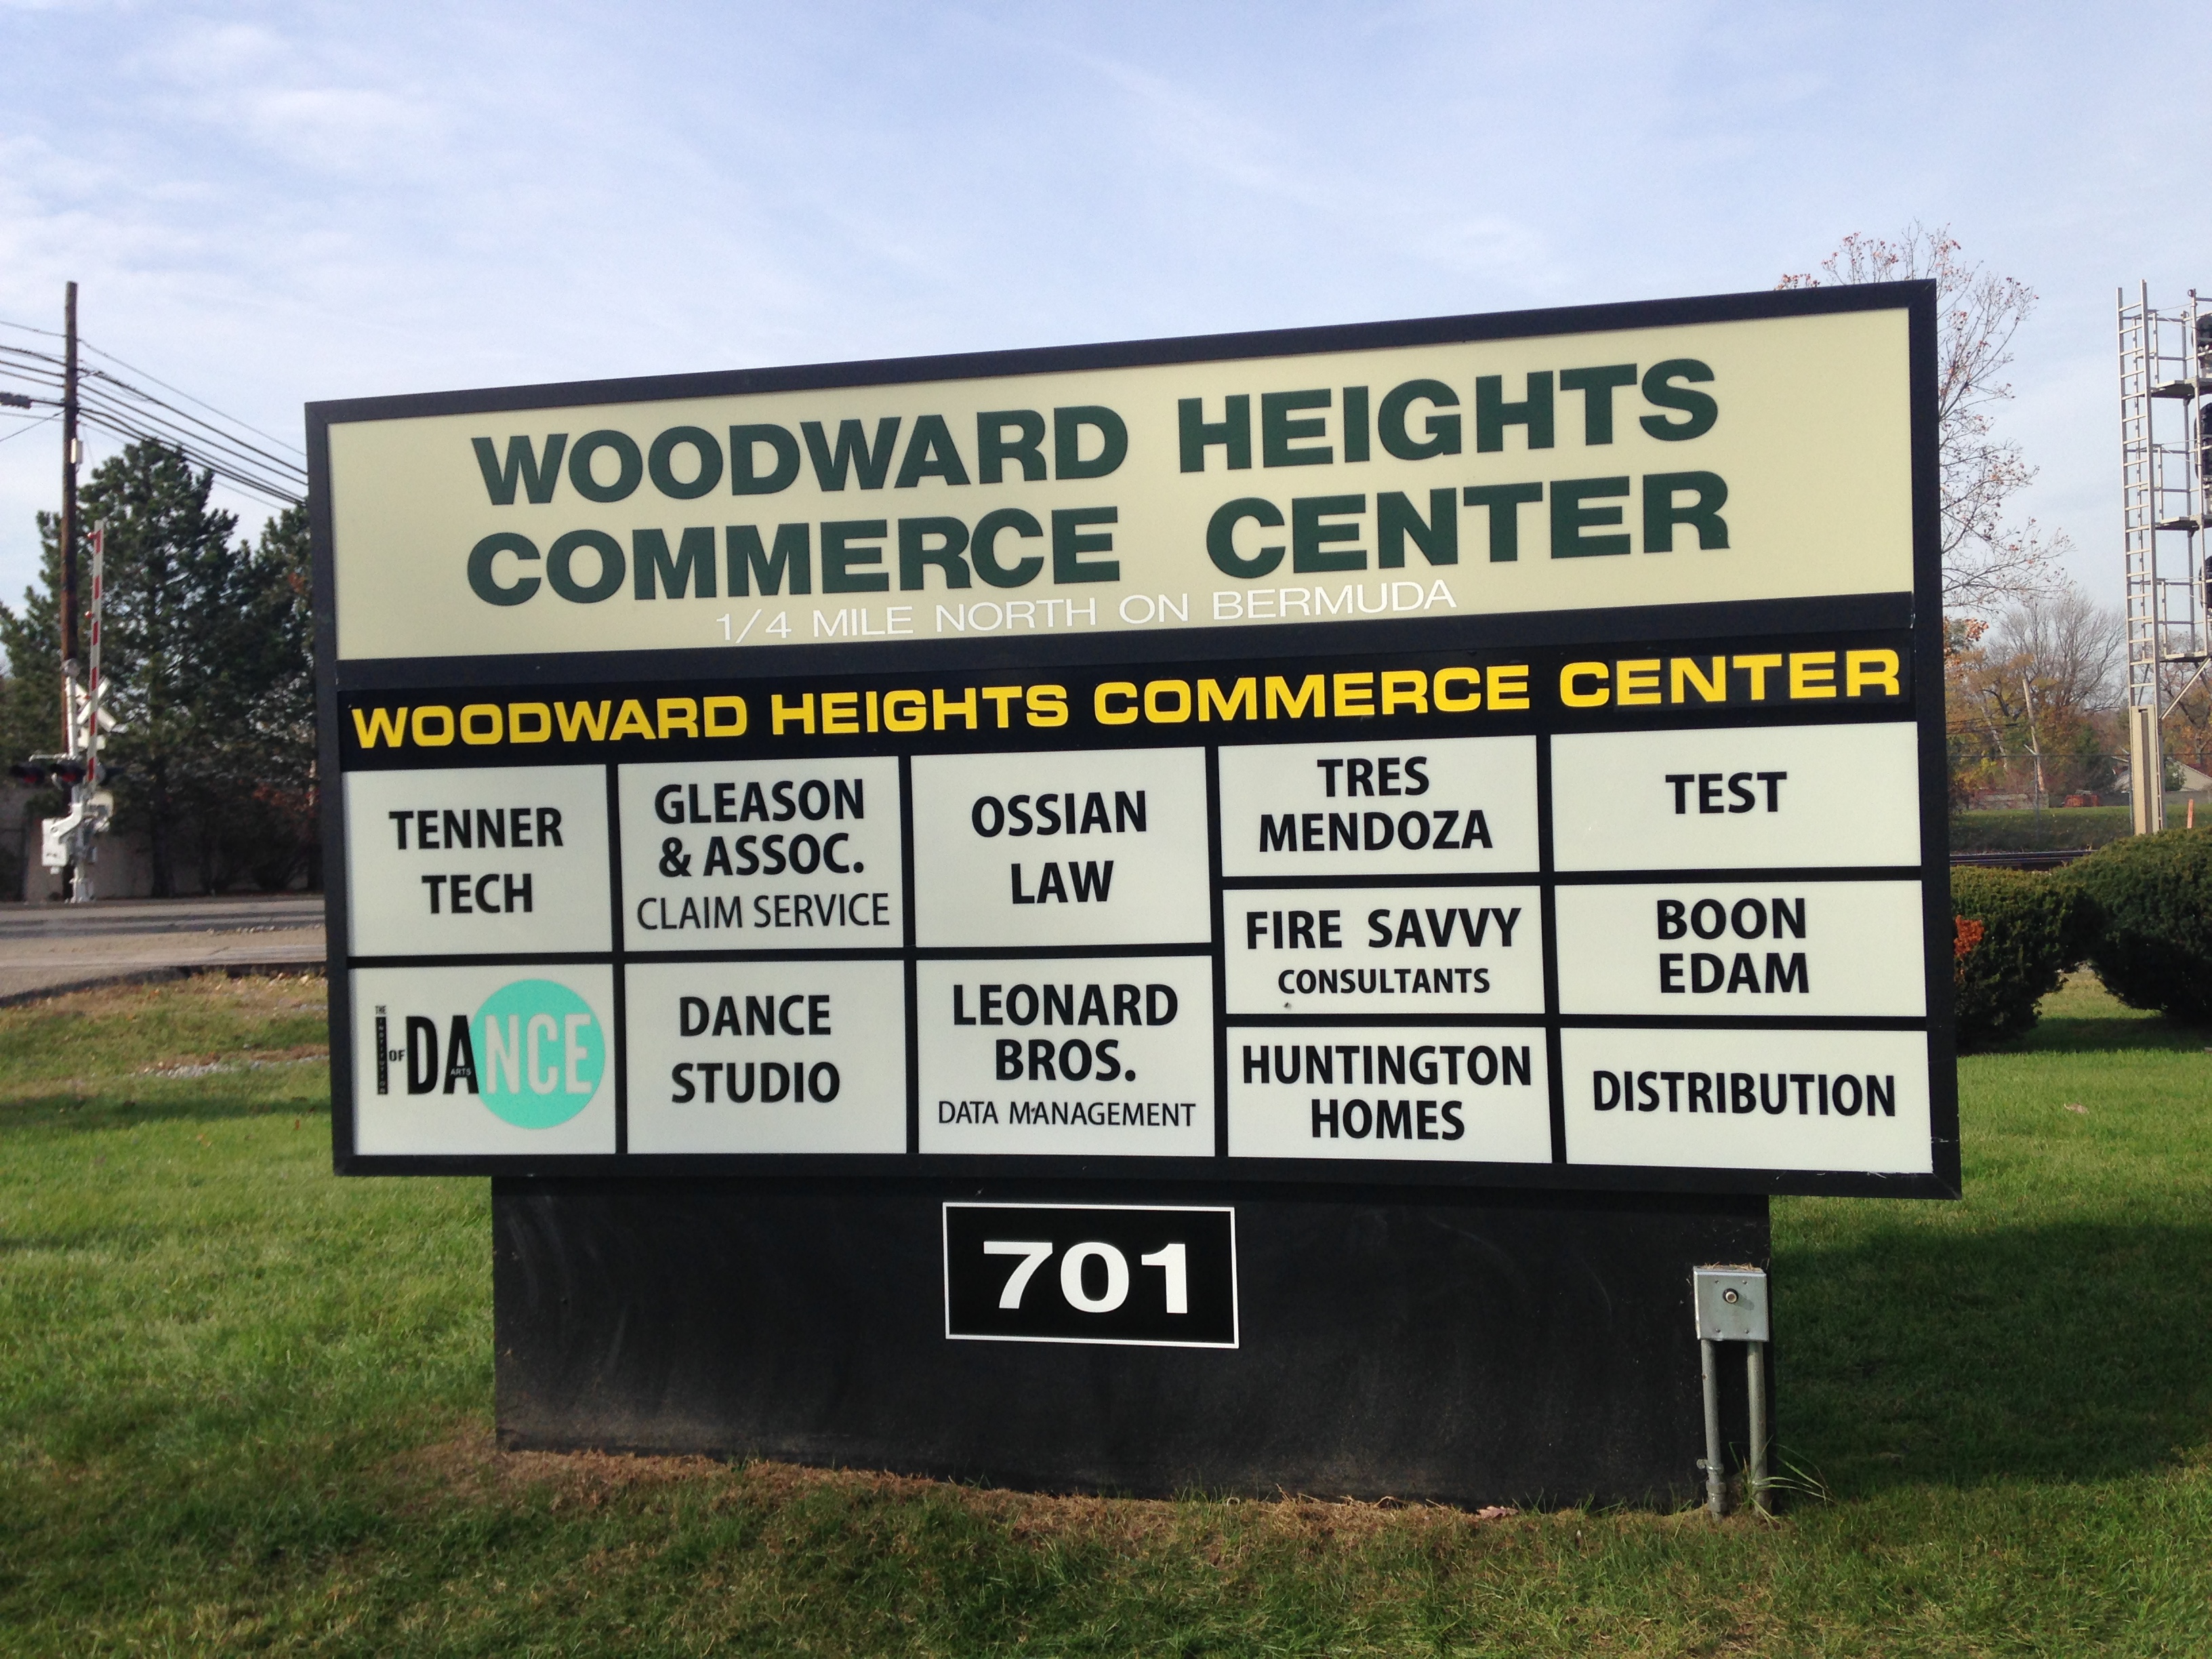 WOODWARD HEIGHTS
COMMERCE CENTER
1/4 MILE NORTH ON BERMUDA
WOODWARD HEIGHTS COMMERCE CENTER
TENNER
TECH
GLEASON
& ASSOC.
CLAIM SERVICE
OSSIAN
LAW
TRES
MENDOZA
TEST
FIRE SAVVY
CONSULTANTS
BOON
EDAM
THE
INSTITUTION
OF
DANCE
ARTS
DANCE
STUDIO
LEONARD
BROS.
DATA MANAGEMENT
HUNTINGTON
HOMES
DISTRIBUTION
701